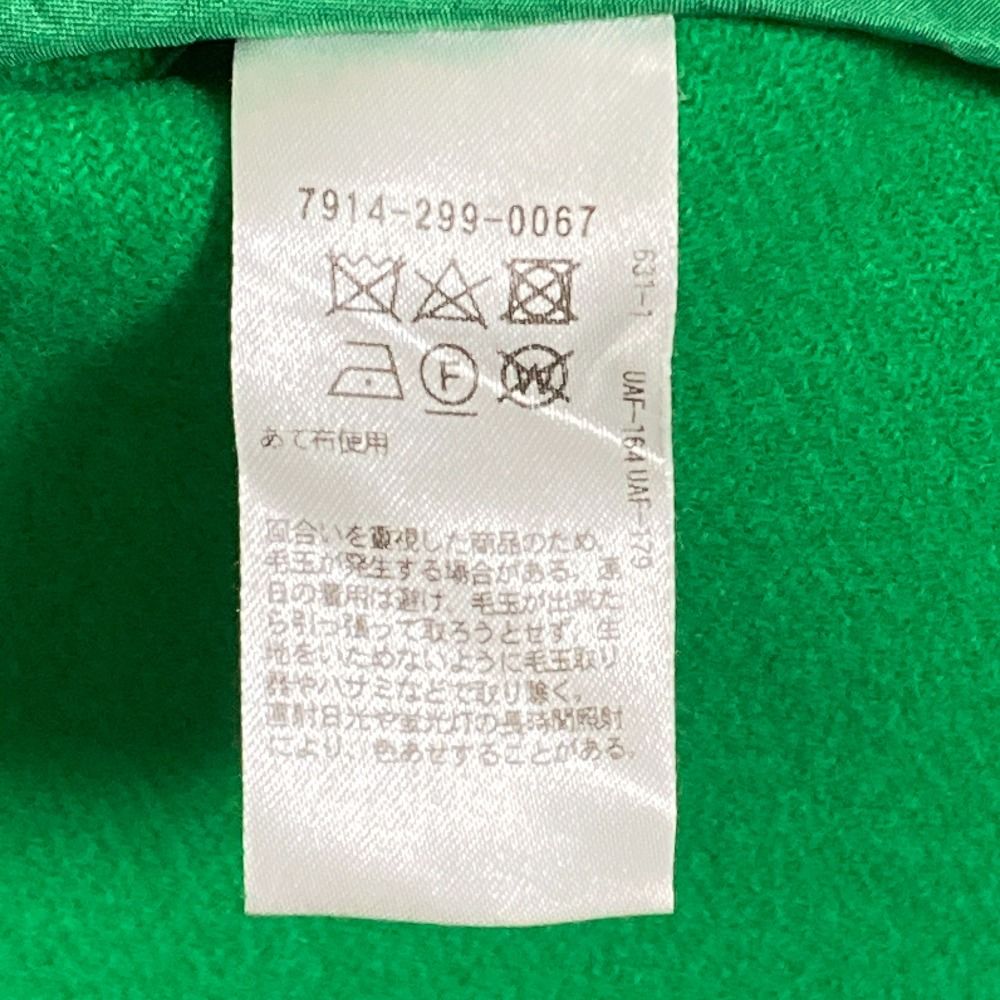 7914-299-0067
F
W
あて布使用
風合いを重視した商品のため、
毛玉が発生する場合がある。連
日の着用は避け、毛玉が出来た
ら引っ張って取ろうとせず、生
地をいためないように毛玉取り
器やハサミなどで取り除く。
直射日光や蛍光灯の長時間照射
により、色あせすることがある。
631-1
UAF-164 UAF-179